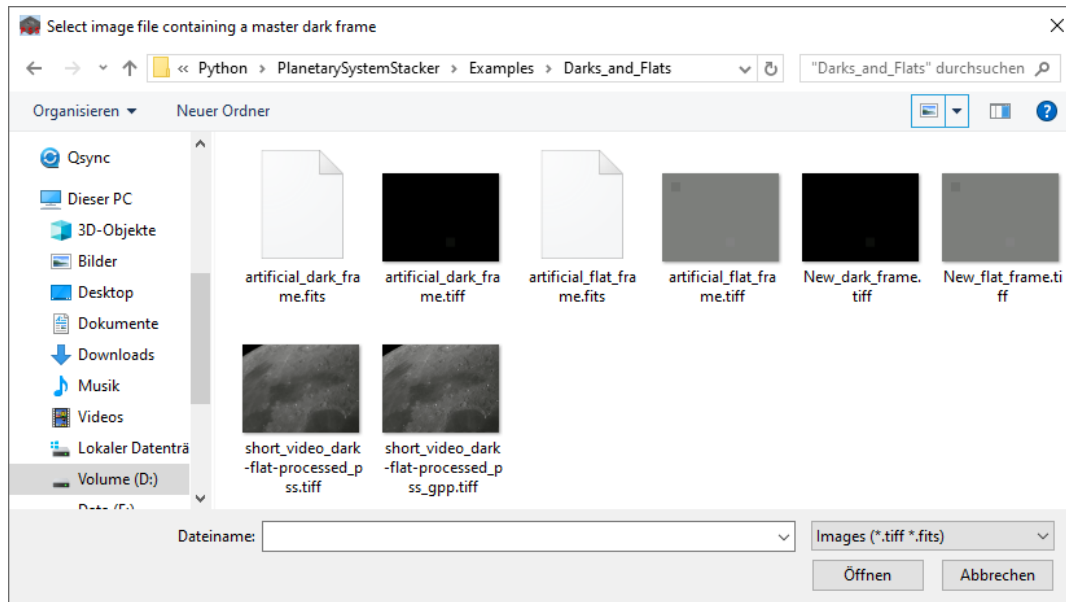 Select image file containing a master dark frame
« Python > PlanetarySystemStacker > Examples > Darks_and_Flats
"Darks_and_Flats" durchsuchen
Organisieren
Neuer Ordner
Qsync
Dieser PC
3D-Objekte
Bilder
Desktop
Dokumente
Downloads
Musik
Videos
Lokaler Datenträ
Volume (D:)
artificial_dark_fra
me.fits
artificial_dark_fra
me.tiff
artificial_flat_fra
me.fits
artificial_flat_fra
me.tiff
New_dark_frame.
tiff
New_flat_frame.ti
ff
short_video_dark
-flat-processed_p
ss.tiff
short_video_dark
-flat-processed_p
ss_gpp.tiff
Dateiname:
Images (*.tiff *.fits)
Öffnen
Abbrechen